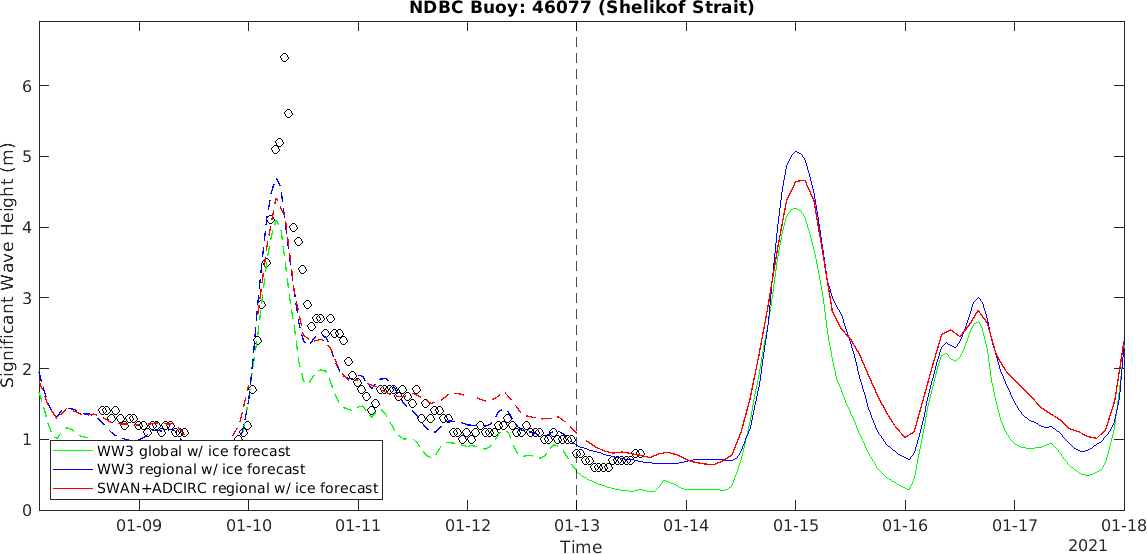 NDBC Buoy: 46077 (Shelikof Strait)
Significant Wave Height (m)
6
5
4
3
2
1
0
WW3 global w/ ice forecast
WW3 regional w/ ice forecast
SWAN+ADCIRC regional w/ ice forecast
01-09 01-10 01-11 01-12 01-13 01-14 01-15 01-16 01-17 01-18
Time
2021